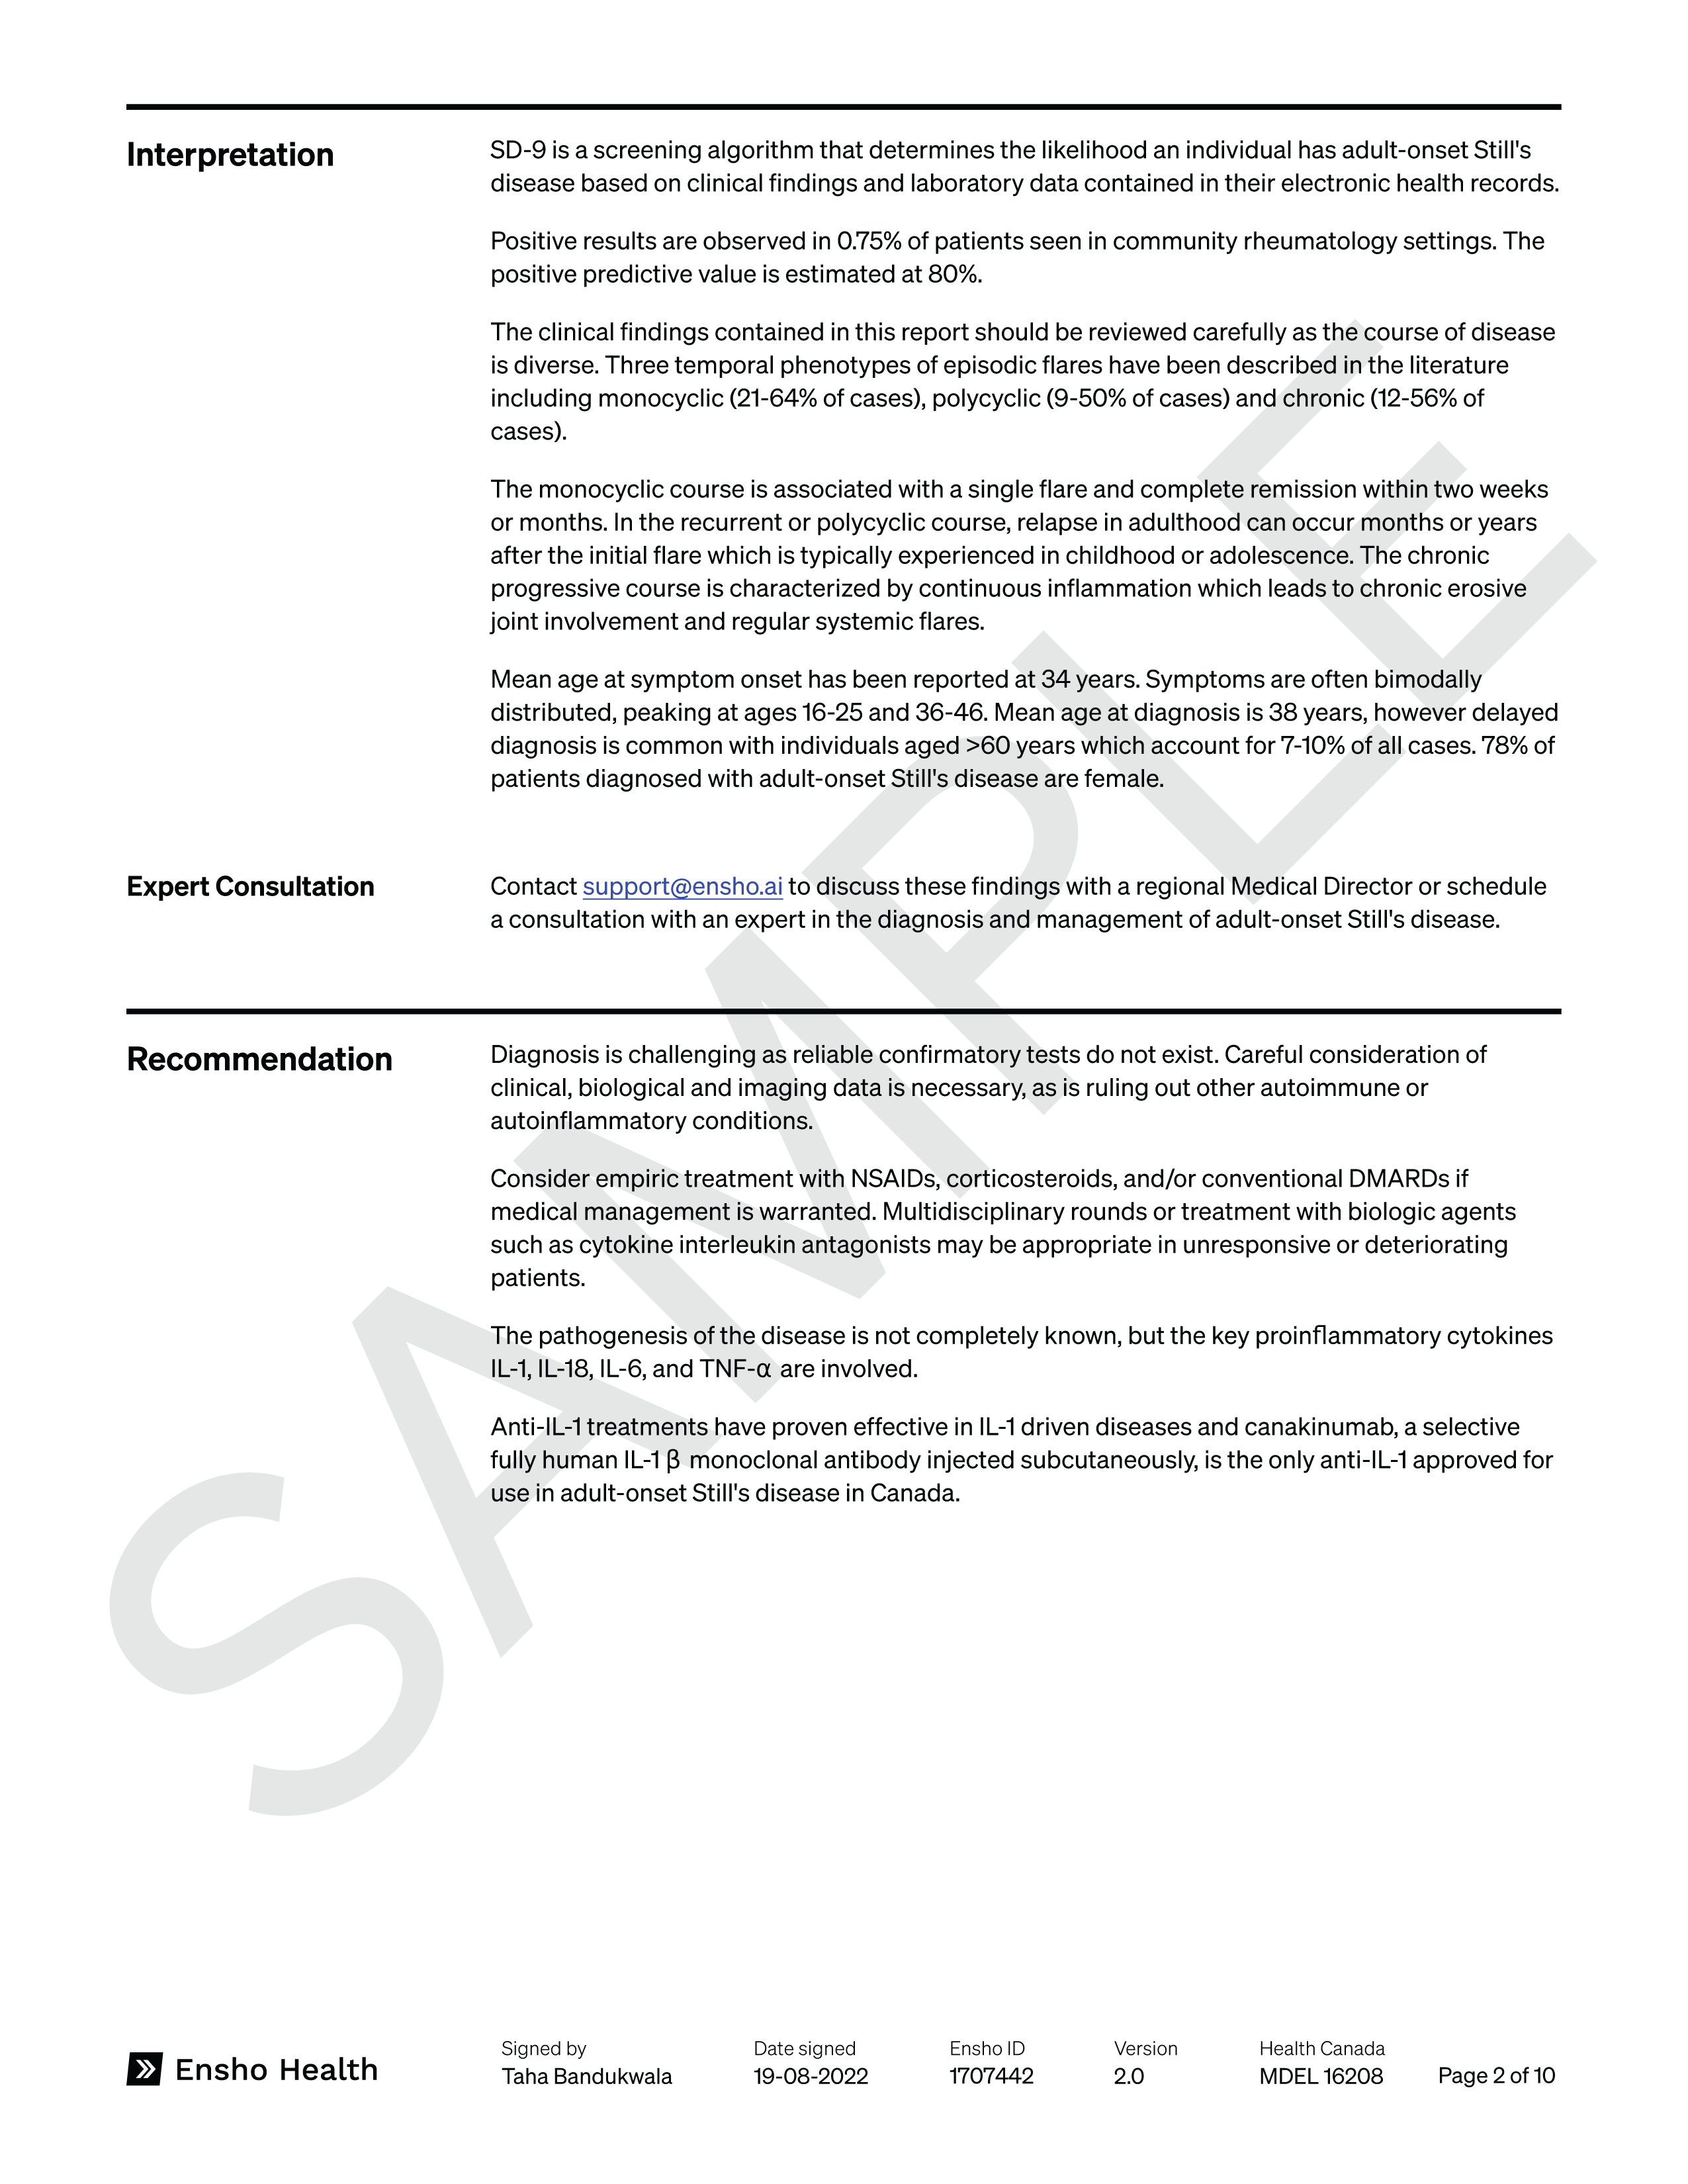 Interpretation
SD-9 is a screening algorithm that determines the likelihood an individual has adult-onset Still's
disease based on clinical findings and laboratory data contained in their electronic health records.
Positive results are observed in 0.75% of patients seen in community rheumatology settings. The
positive predictive value is estimated at 80%.
The clinical findings contained in this report should be reviewed carefully as the course of disease
is diverse. Three temporal phenotypes of episodic flares have been described in the literature
including monocyclic (21-64% of cases), polycyclic (9-50% of cases) and chronic (12-56% of
cases).
The monocyclic course is associated with a single flare and complete remission within two weeks
or months. In the recurrent or polycyclic course, relapse in adulthood can occur months or years
after the initial flare which is typically experienced in childhood or adolescence. The chronic
progressive course is characterized by continuous inflammation which leads to chronic erosive
joint involvement and regular systemic flares.
Mean age at symptom onset has been reported at 34 years. Symptoms are often bimodally
distributed, peaking at ages 16-25 and 36-46. Mean age at diagnosis is 38 years, however delayed
diagnosis is common with individuals aged >60 years which account for 7-10% of all cases. 78% of
patients diagnosed with adult-onset Still's disease are female.
Expert Consultation
Contact support@ensho.ai to discuss these findings with a regional Medical Director or schedule
a consultation with an expert in the diagnosis and management of adult-onset Still's disease.
Recommendation
Diagnosis is challenging as reliable confirmatory tests do not exist. Careful consideration of
clinical, biological and imaging data is necessary, as is ruling out other autoimmune or
autoinflammatory conditions.
Consider empiric treatment with NSAIDs, corticosteroids, and/or conventional DMARDs if
medical management is warranted. Multidisciplinary rounds or treatment with biologic agents
such as cytokine interleukin antagonists may be appropriate in unresponsive or deteriorating
patients.
The pathogenesis of the disease is not completely known, but the key proinflammatory cytokines
IL-1, IL-18, IL-6, and TNF-α are involved.
Anti-IL-1 treatments have proven effective in IL-1 driven diseases and canakinumab, a selective
fully human IL-1 β monoclonal antibody injected subcutaneously, is the only anti-IL-1 approved for
use in adult-onset Still's disease in Canada.
SAMPLE
Ensho Health
Signed by
Taha Bandukwala
Date signed
19-08-2022
Ensho ID
1707442
Version
2.0
Health Canada
MDEL 16208
Page 2 of 10